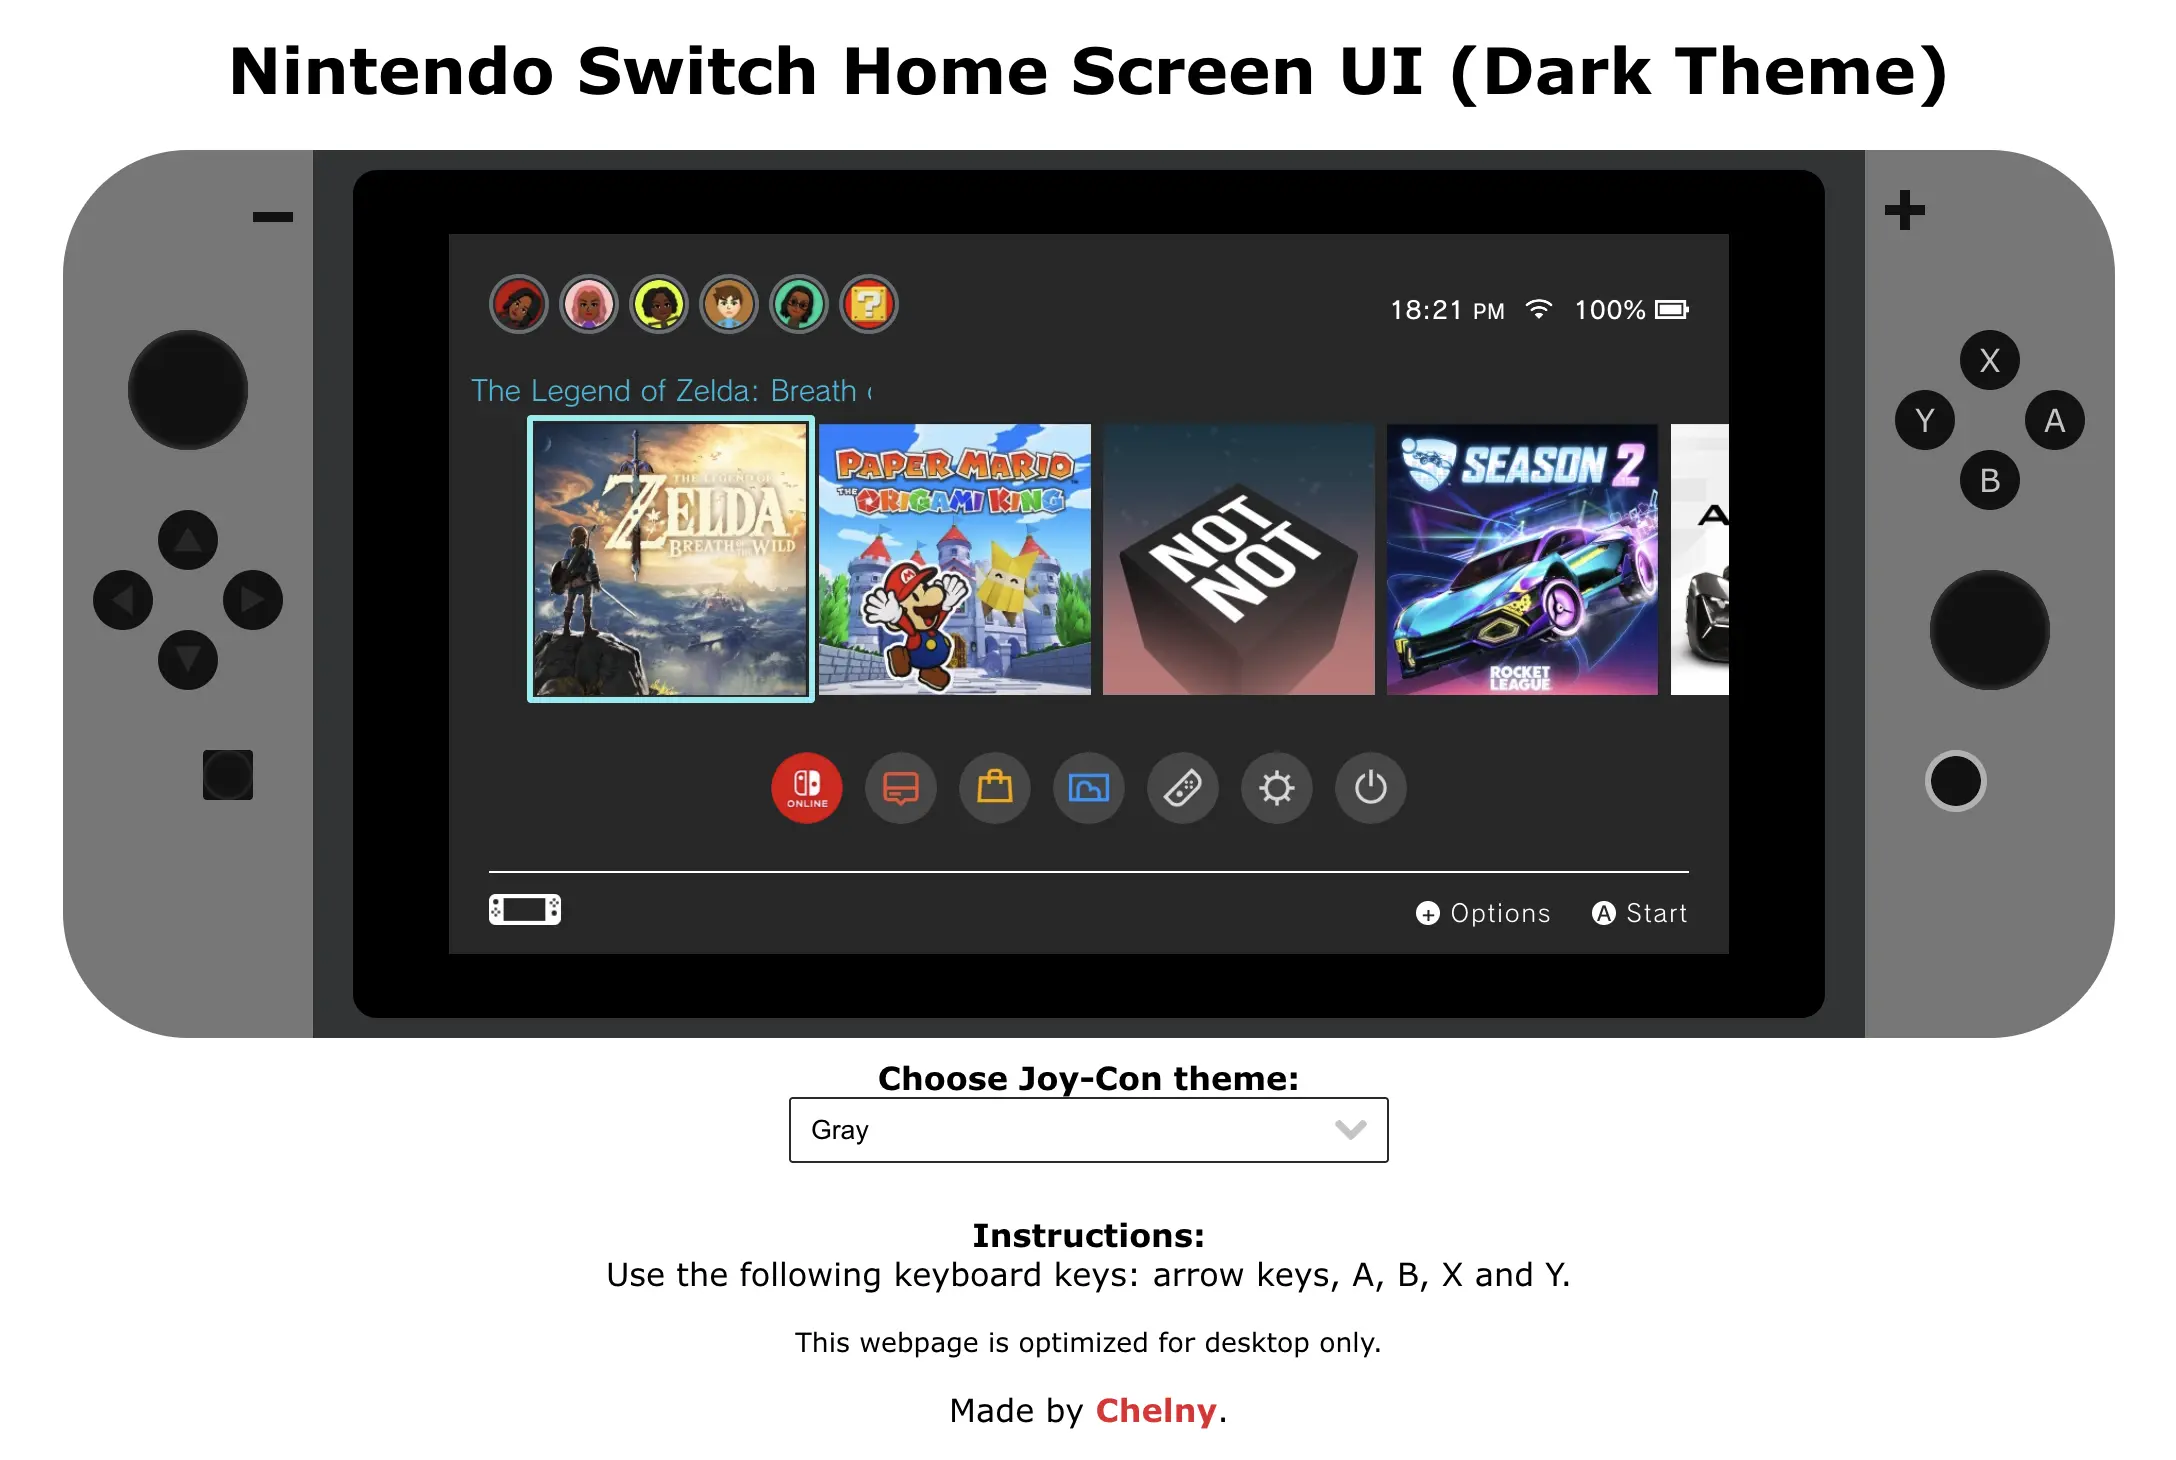 Nintendo Switch Home Screen UI (Dark Theme)
18:21 PM 100%
The Legend of Zelda: Breath
THE LEGEND OF
ZELDA
BREATH OF THE WILD
PAPER MARIO
THE ORIGAMI KING
NOT
NOT
SEASON 2
ROCKET
LEAGUE
A
X
Y
A
B
ONLINE
+ Options
A Start
Choose Joy-Con theme:
Gray
Instructions:
Use the following keyboard keys: arrow keys, A, B, X and Y.
This webpage is optimized for desktop only.
Made by Chelny.